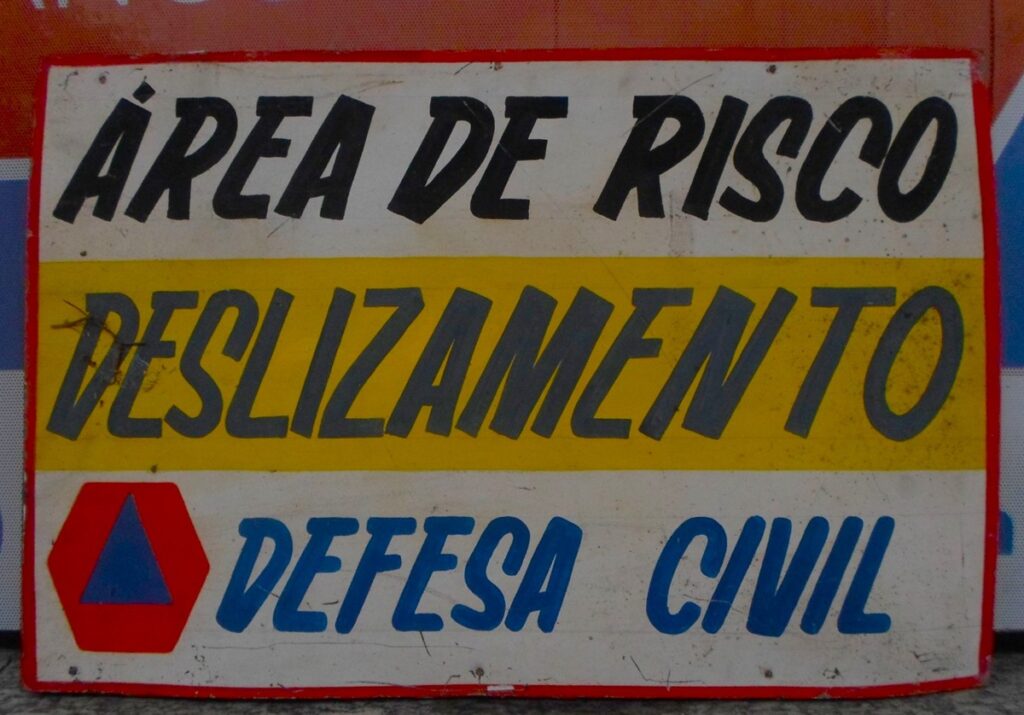 ÁREA DE RISCO
DESLIZAMENTO
DEFESA CIVIL